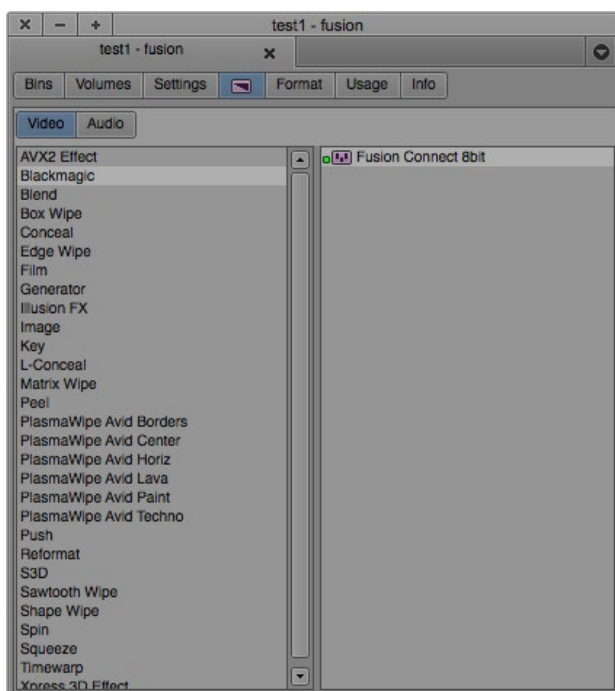 test1 - fusion
test1 - fusion
Bins Volumes Settings Format Usage Info
Video Audio
AVX2 Effect
Blackmagic
Blend
Box Wipe
Conceal
Edge Wipe
Film
Generator
Illusion FX
Image
Key
L-Conceal
Matrix Wipe
Peel
PlasmaWipe Avid Borders
PlasmaWipe Avid Center
PlasmaWipe Avid Horiz
PlasmaWipe Avid Lava
PlasmaWipe Avid Paint
PlasmaWipe Avid Techno
Push
Reformat
S3D
Sawtooth Wipe
Shape Wipe
Spin
Squeeze
Timewarp
Xpress 3D Effect
Fusion Connect 8bit